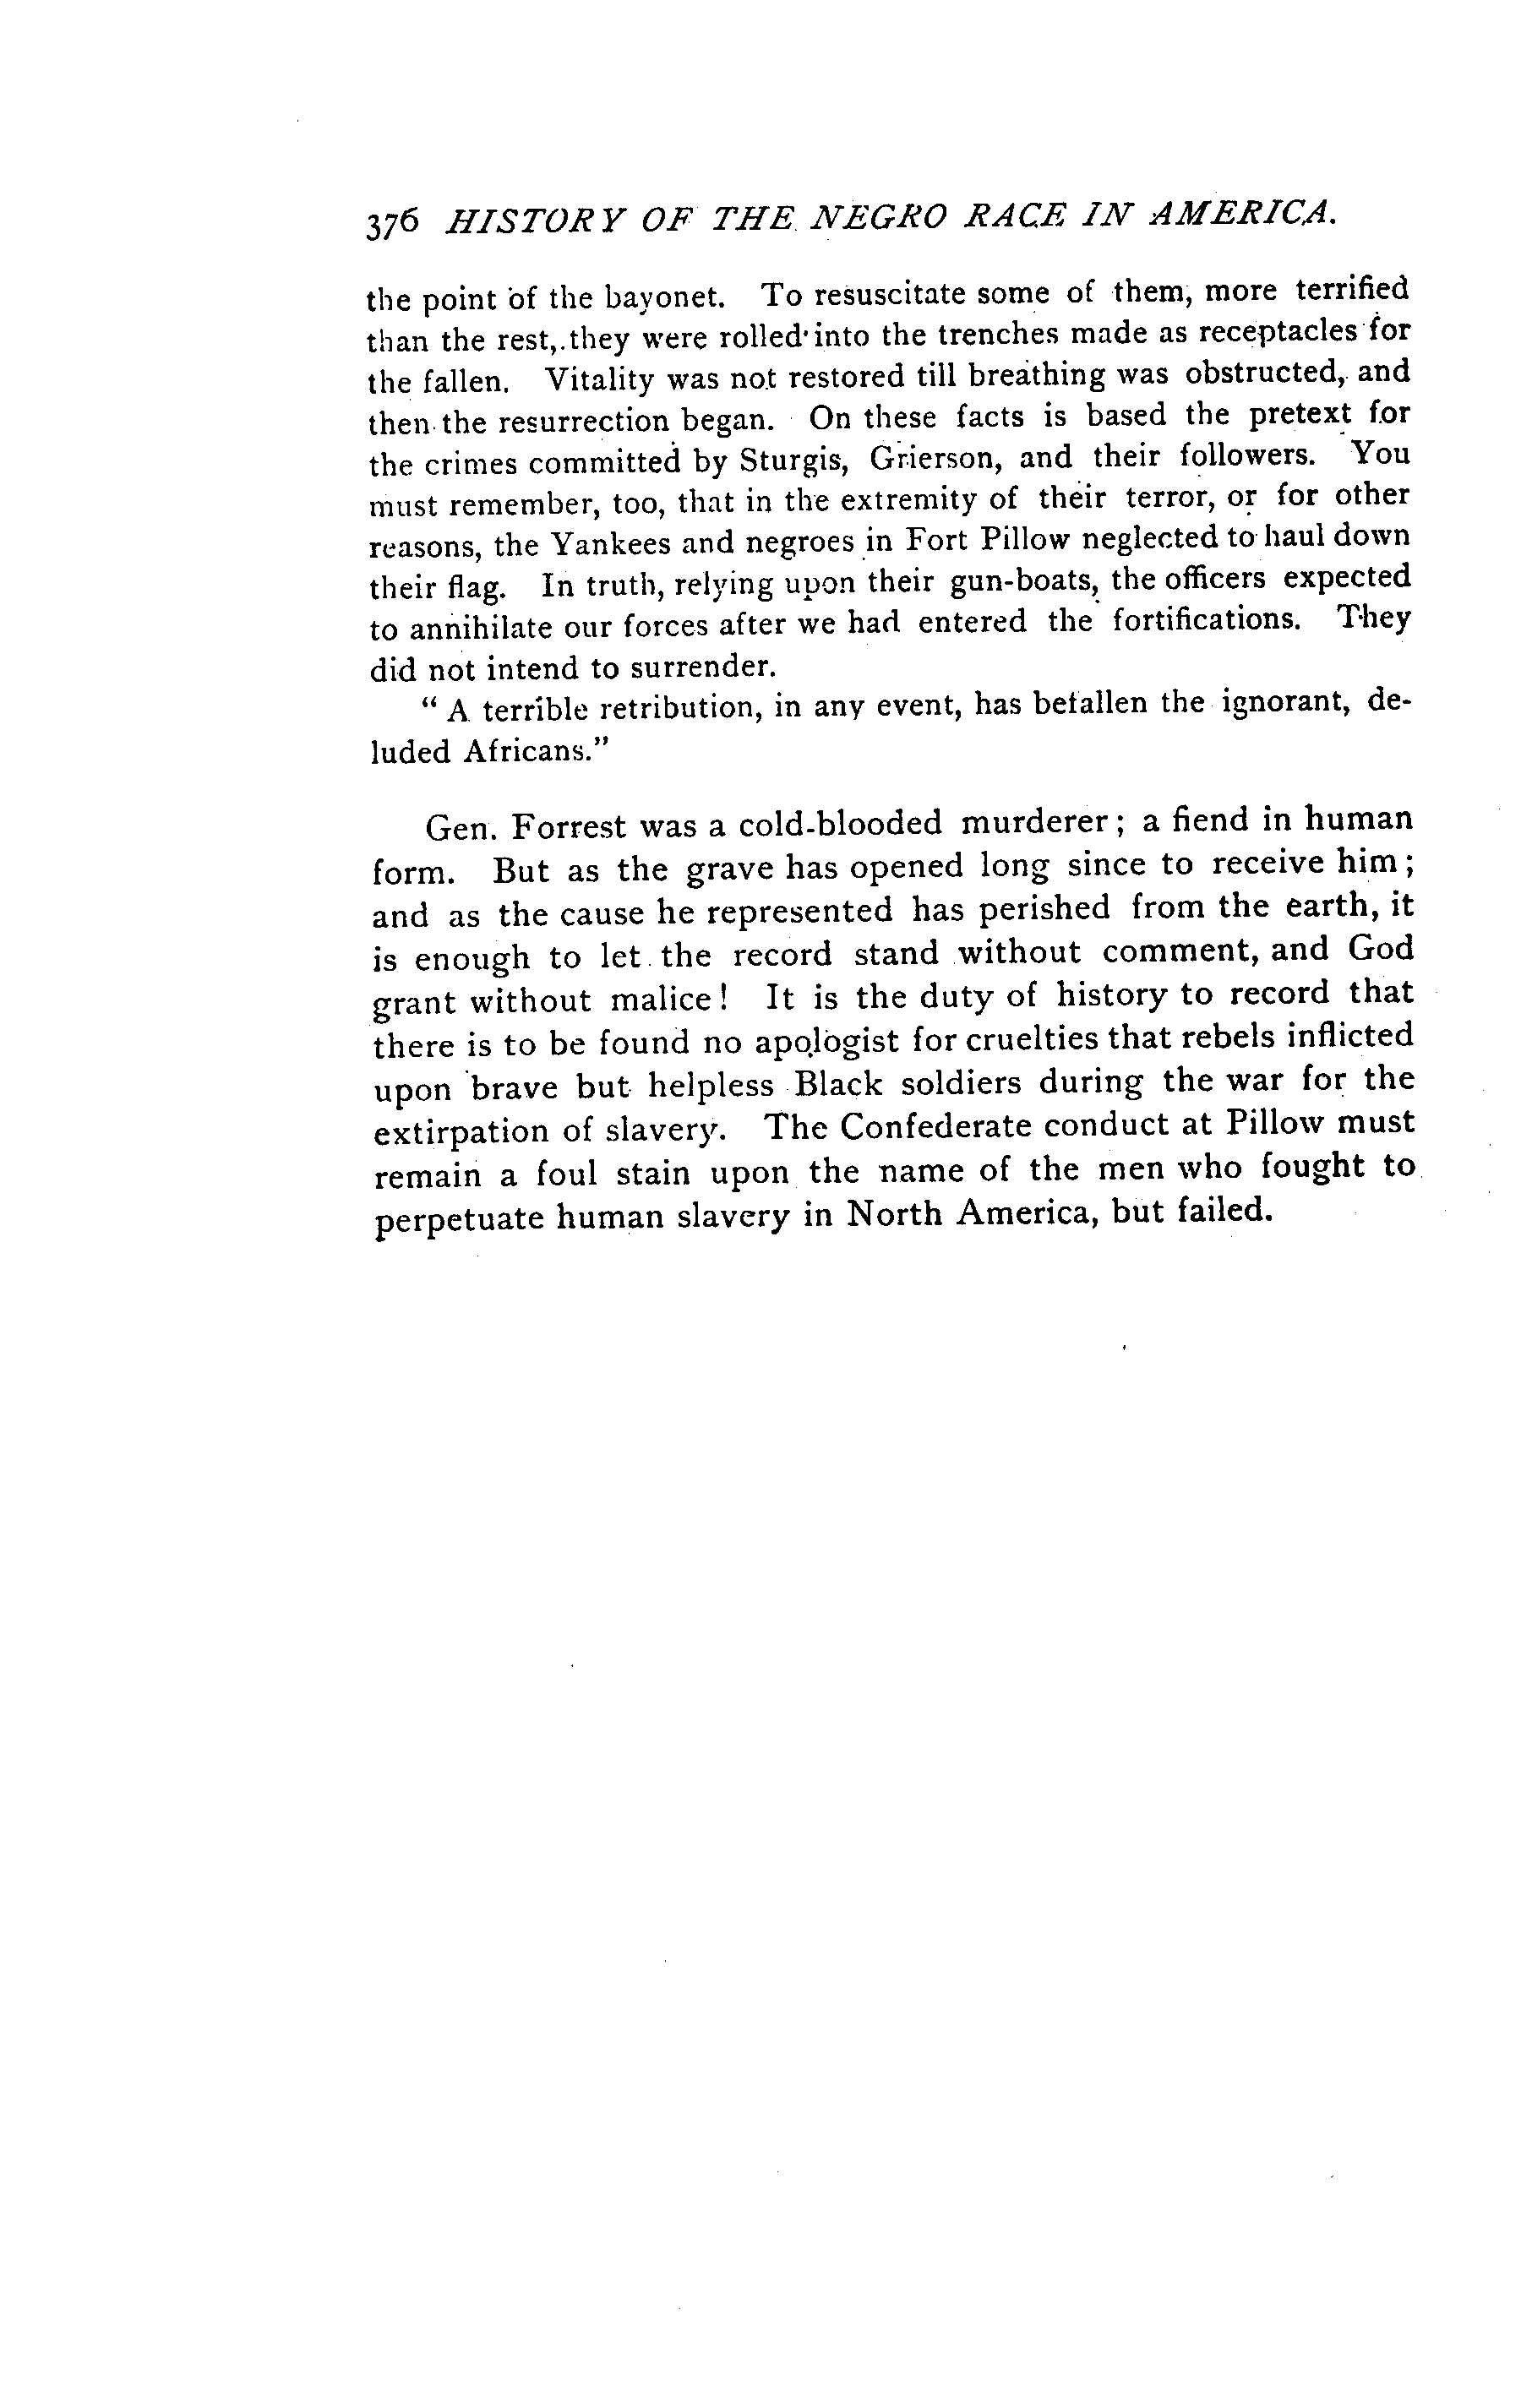 376 HISTORY OF THE NEGRO RACE IN AMERICA.
the point of the bayonet. To resuscitate some of them, more terrified
than the rest, they were rolled into the trenches made as receptacles for
the fallen. Vitality was not restored till breathing was obstructed, and
then the resurrection began. On these facts is based the pretext for
the crimes committed by Sturgis, Grierson, and their followers. You
must remember, too, that in the extremity of their terror, or for other
reasons, the Yankees and negroes in Fort Pillow neglected to haul down
their flag. In truth, relying upon their gun-boats, the officers expected
to annihilate our forces after we had entered the fortifications. They
did not intend to surrender.
“ A terrible retribution, in any event, has befallen the ignorant, de-
luded Africans.”
Gen. Forrest was a cold-blooded murderer ; a fiend in human
form. But as the grave has opened long since to receive him ;
and as the cause he represented has perished from the earth, it
is enough to let the record stand without comment, and God
grant without malice ! It is the duty of history to record that
there is to be found no apologist for cruelties that rebels inflicted
upon brave but helpless Black soldiers during the war for the
extirpation of slavery. The Confederate conduct at Pillow must
remain a foul stain upon the name of the men who fought to
perpetuate human slavery in North America, but failed.